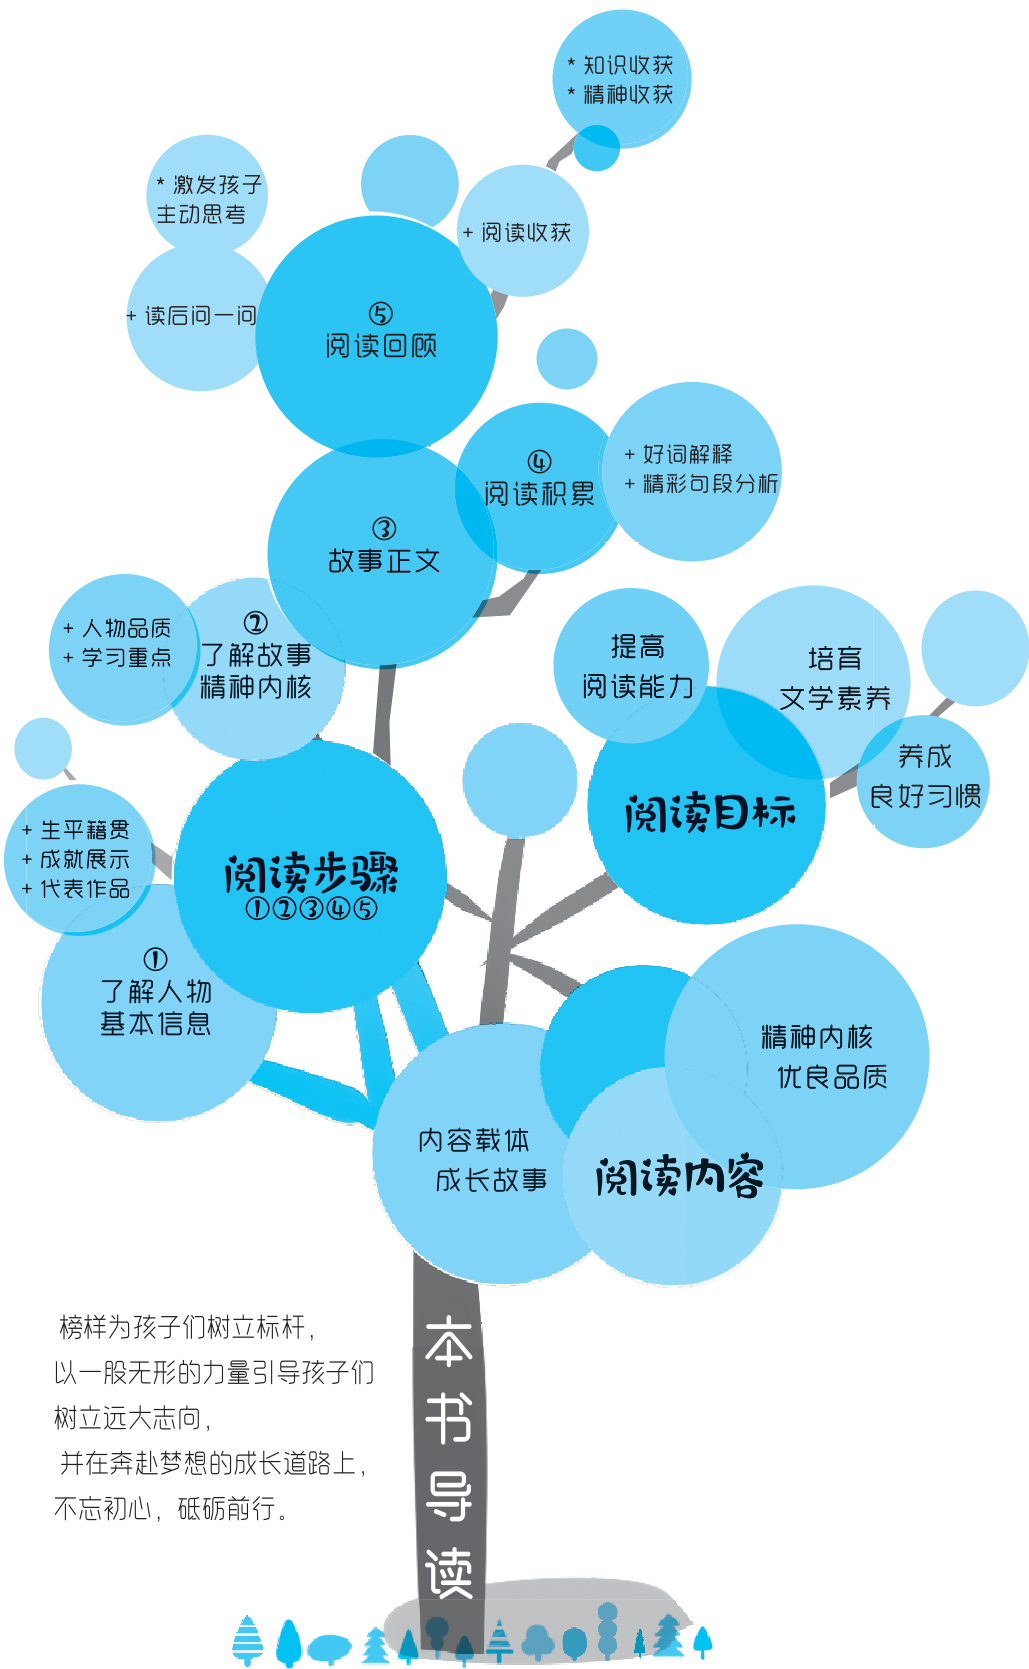 * 知识收获
* 精神收获
* 激发孩子
主动思考
+ 阅读收获
+ 读后问一问
⑤
阅读回顾
④
阅读积累
+ 好词解释
+ 精彩句段分析
③
故事正文
②
了解故事
精神内核
+ 人物品质
+ 学习重点
提高
阅读能力
培育
文学素养
养成
良好习惯
阅读目标
+ 生平籍贯
+ 成就展示
+ 代表作品
阅读步骤
①②③④⑤
①
了解人物
基本信息
精神内核
优良品质
内容载体
成长故事
阅读内容
本书导读
榜样为孩子们树立标杆，
以一股无形的力量引导孩子们
树立远大志向，
并在奔赴梦想的成长道路上，
不忘初心，砥砺前行。